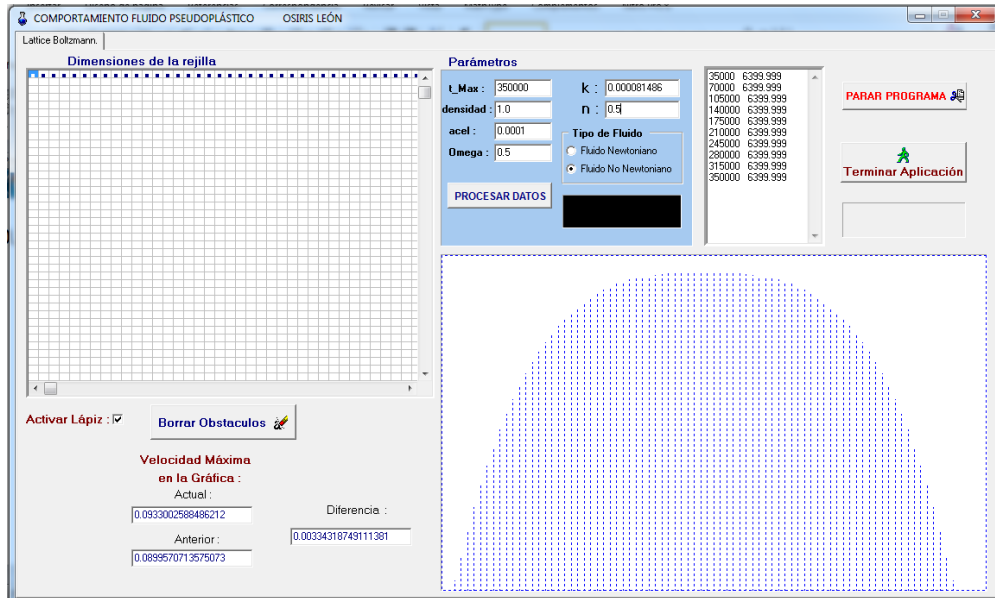 COMPORTAMIENTO FLUIDO PSEUDOPLÁSTICO OSIRIS LEÓN
Lattice Boltzmann.
Dimensiones de la rejilla
Parámetros
t_Max : 350000
densidad : 1.0
acel : 0.0001
Omega : 0.5
k : 0.000081486
n : 0.5
Tipo de Fluido
Fluido Newtoniano
Fluido No Newtoniano
PROCESAR DATOS
35000 6399.999
70000 6399.999
105000 6399.999
140000 6399.999
175000 6399.999
210000 6399.999
245000 6399.999
280000 6399.999
315000 6399.999
350000 6399.999
PARAR PROGRAMA
Terminar Aplicación
Activar Lápiz :
Borrar Obstaculos
Velocidad Máxima
en la Gráfica :
Actual :
0.0933002588486212
Anterior :
0.0899570713575073
Diferencia :
0.00334318749111381